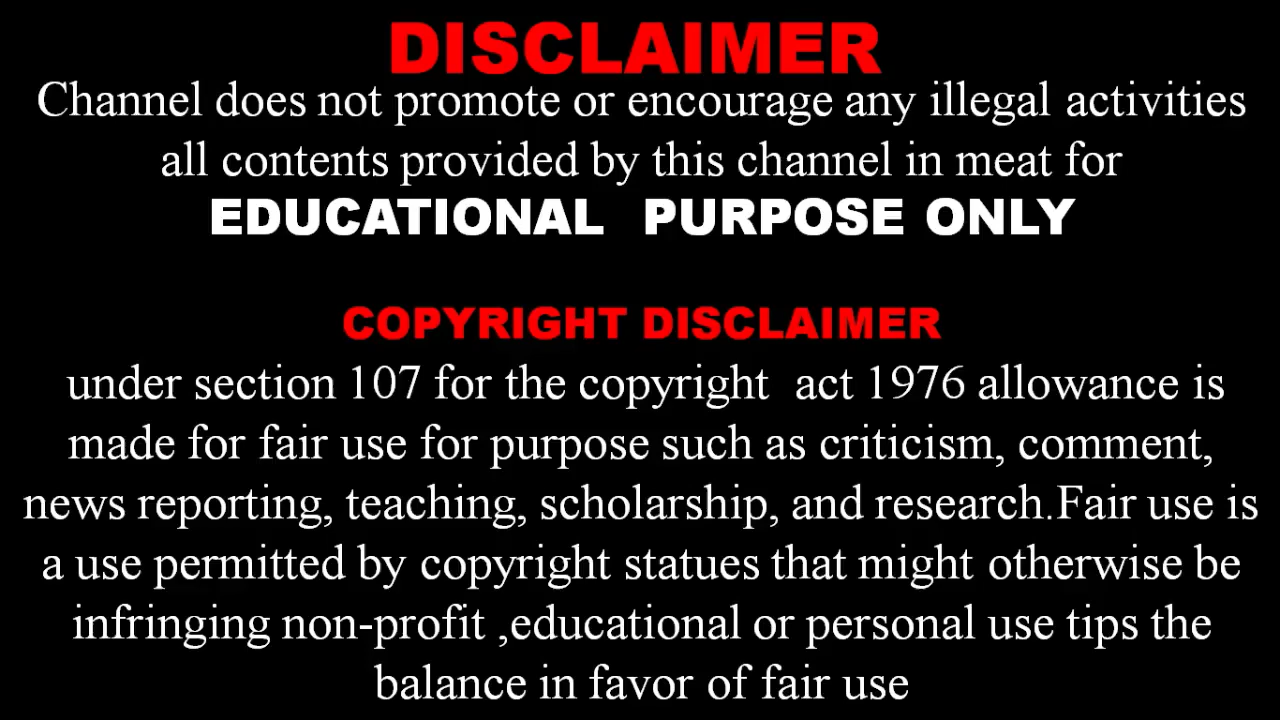 DISCLAIMER
Channel does not promote or encourage any illegal activities
all contents provided by this channel in meat for
EDUCATIONAL PURPOSE ONLY
COPYRIGHT DISCLAIMER
under section 107 for the copyright act 1976 allowance is
made for fair use for purpose such as criticism, comment,
news reporting, teaching, scholarship, and research.Fair use is
a use permitted by copyright statues that might otherwise be
infringing non-profit ,educational or personal use tips the
balance in favor of fair use